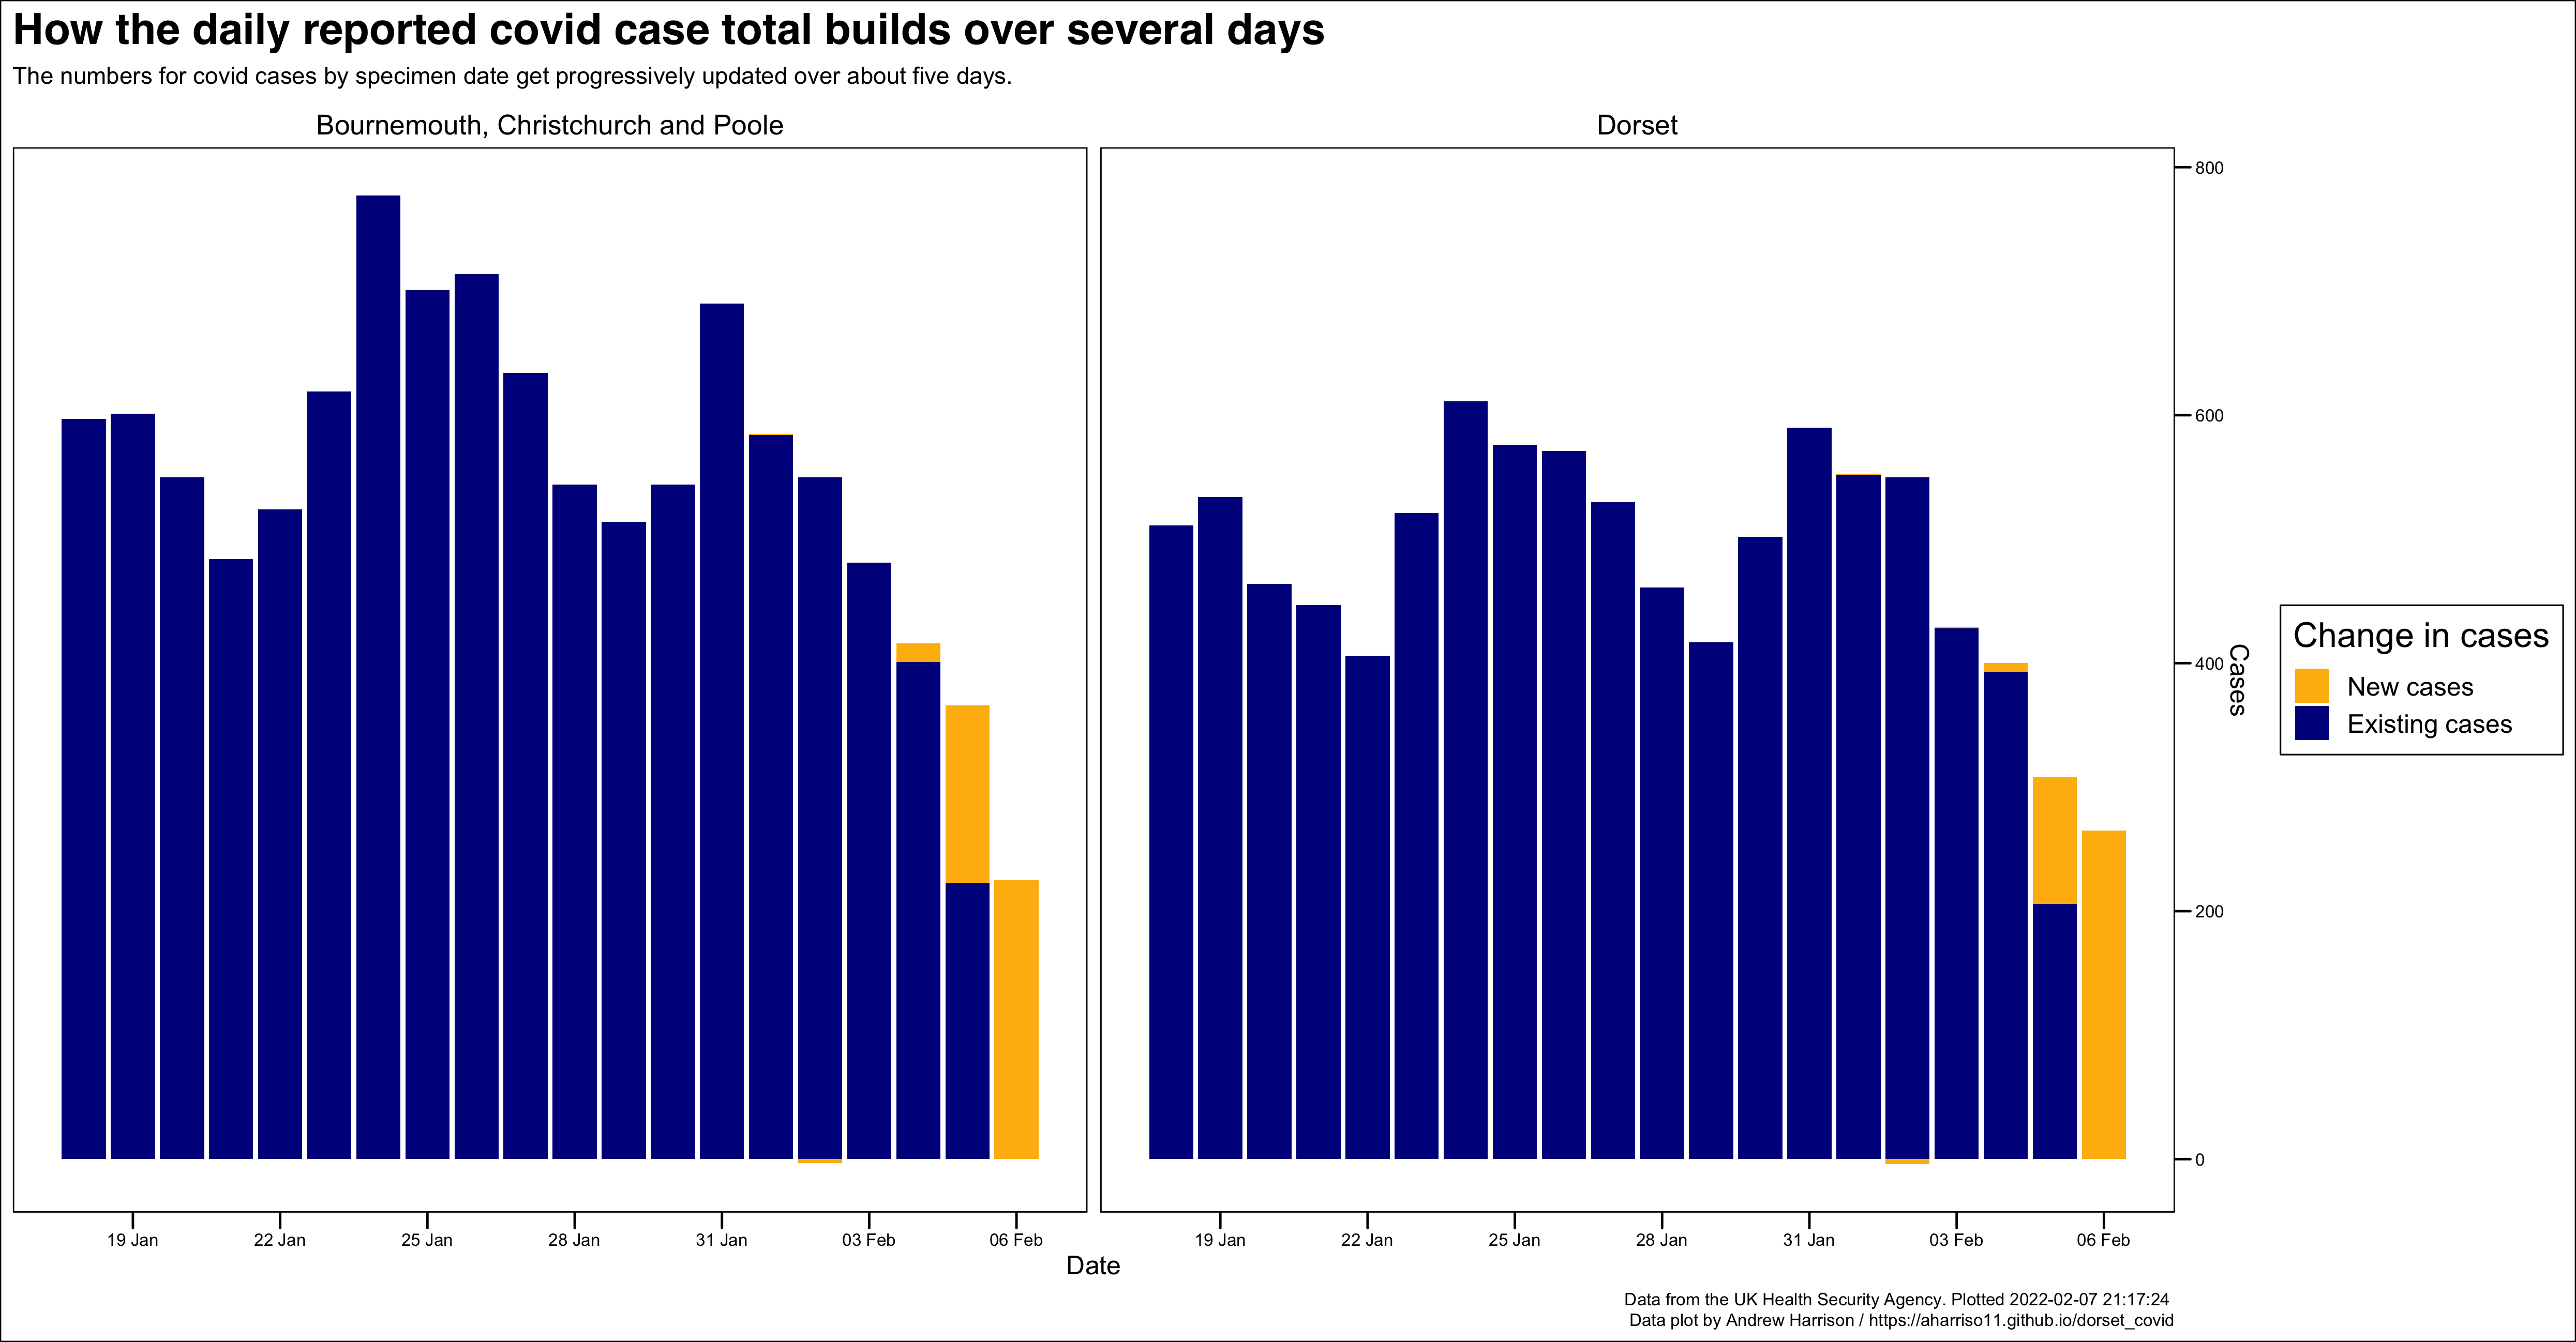 How the daily reported covid case total builds over several days
The numbers for covid cases by specimen date get progressively updated over about five days.
Bournemouth, Christchurch and Poole
Dorset
800
600
400
200
0
Cases
Change in cases
New cases
Existing cases
19 Jan 22 Jan 25 Jan 28 Jan 31 Jan 03 Feb 06 Feb
19 Jan 22 Jan 25 Jan 28 Jan 31 Jan 03 Feb 06 Feb
Date
Data from the UK Health Security Agency. Plotted 2022-02-07 21:17:24
Data plot by Andrew Harrison / https://aharriso11.github.io/dorset_covid